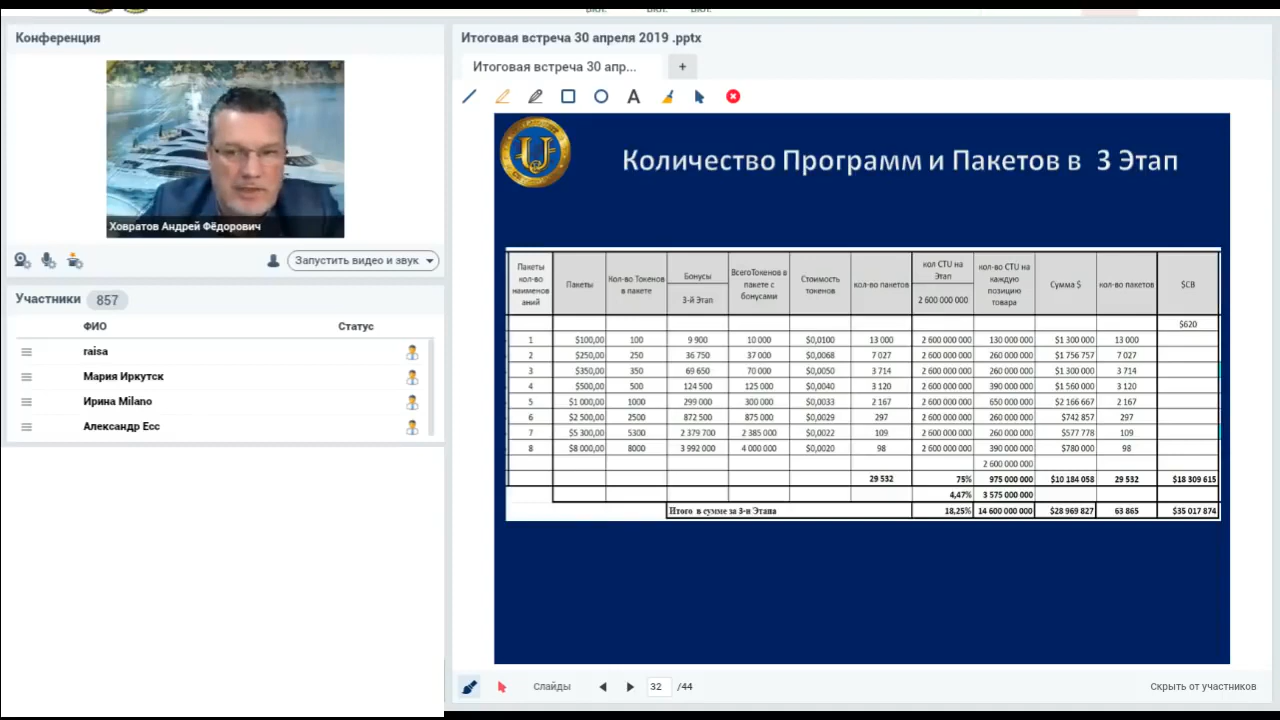 вкл. вкл. вкл.
Конференция
Ховратов Андрей Фёдорович
Запустить видео и звук
Участники 857
ФИО Статус
raisa
Мария Иркутск
Ирина Milano
Александр Есс
Итоговая встреча 30 апреля 2019 .pptx
Итоговая встреча 30 апр... +
A
Количество Программ и Пакетов в 3 Этап
Пакеты кол-во наименований Пакеты Кол-во Токенов в пакете Бонусы 3-й Этап ВсегоТокенов в пакете с бонусами Стоимость токенов кол-во пакетов кол CTU на Этап 2 600 000 000 кол-во CTU на каждую позицию товара Сумма $ кол-во пакетов $CB
$620
1 $100,00 100 9 900 10 000 $0,0100 13 000 2 600 000 000 130 000 000 $1 300 000 13 000
2 $250,00 250 36 750 37 000 $0,0068 7 027 2 600 000 000 260 000 000 $1 756 757 7 027
3 $350,00 350 69 650 70 000 $0,0050 3 714 2 600 000 000 260 000 000 $1 300 000 3 714
4 $500,00 500 124 500 125 000 $0,0040 3 120 2 600 000 000 390 000 000 $1 560 000 3 120
5 $1 000,00 1000 299 000 300 000 $0,0033 2 167 2 600 000 000 650 000 000 $2 166 667 2 167
6 $2 500,00 2500 872 500 875 000 $0,0029 297 2 600 000 000 260 000 000 $742 857 297
7 $5 300,00 5300 2 379 700 2 385 000 $0,0022 109 2 600 000 000 260 000 000 $577 778 109
8 $8 000,00 8000 3 992 000 4 000 000 $0,0020 98 2 600 000 000 390 000 000 $780 000 98
2 600 000 000
29 532 75% 975 000 000 $10 184 058 29 532 $18 309 615
4,47% 3 575 000 000
Итого в сумме за 3-и Этапа 18,25% 14 600 000 000 $28 969 827 63 865 $35 017 874
Слайды 32 /44 Скрыть от участников